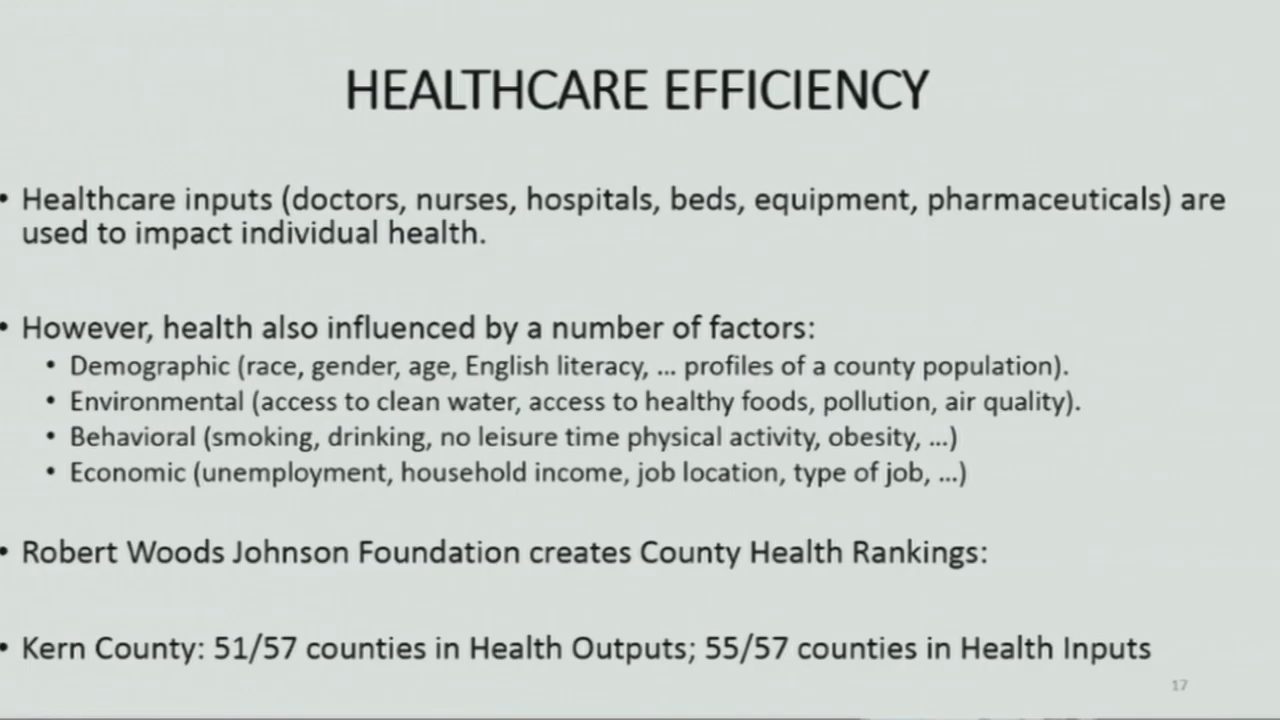 HEALTHCARE EFFICIENCY
• Healthcare inputs (doctors, nurses, hospitals, beds, equipment, pharmaceuticals) are
used to impact individual health.
• However, health also influenced by a number of factors:
• Demographic (race, gender, age, English literacy, ... profiles of a county population).
• Environmental (access to clean water, access to healthy foods, pollution, air quality).
• Behavioral (smoking, drinking, no leisure time physical activity, obesity, ...)
• Economic (unemployment, household income, job location, type of job, ...)
• Robert Woods Johnson Foundation creates County Health Rankings:
• Kern County: 51/57 counties in Health Outputs; 55/57 counties in Health Inputs
17